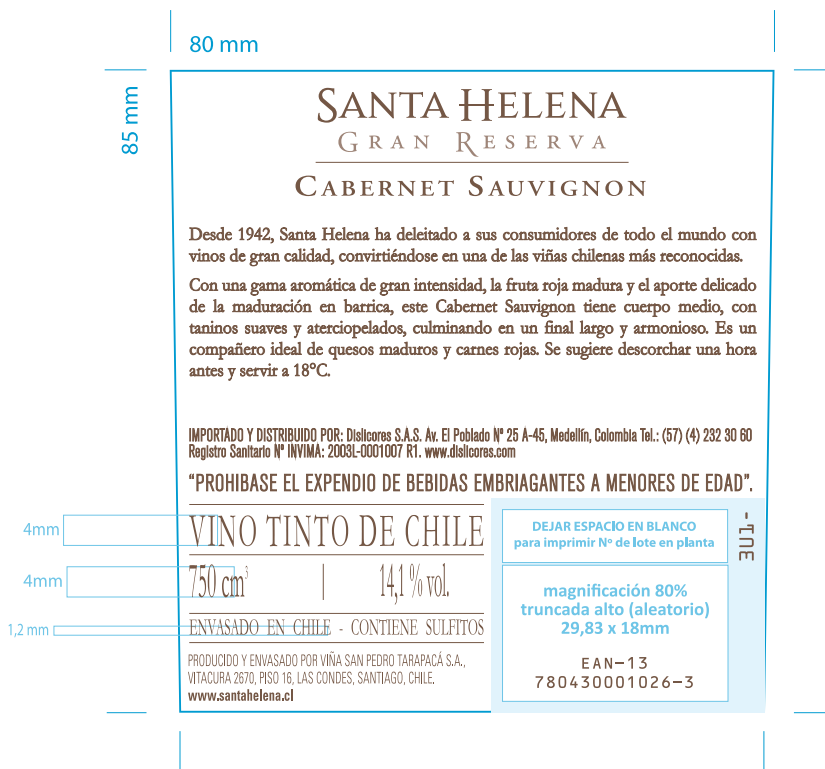 80 mm
85 mm
SANTA HELENA
GRAN RESERVA
CABERNET SAUVIGNON
Desde 1942, Santa Helena ha deleitado a sus consumidores de todo el mundo con
vinos de gran calidad, convirtiéndose en una de las viñas chilenas más reconocidas.
Con una gama aromática de gran intensidad, la fruta roja madura y el aporte delicado
de la maduración en barrica, este Cabernet Sauvignon tiene cuerpo medio, con
taninos suaves y aterciopelados, culminando en un final largo y armonioso. Es un
compañero ideal de quesos maduros y carnes rojas. Se sugiere descorchar una hora
antes y servir a 18°C.
IMPORTADO Y DISTRIBUIDO POR: Dislicores S.A.S. Av. El Poblado Nº 25 A-45, Medellín, Colombia Tel.: (57) (4) 232 30 60
Registro Sanitario Nº INVIMA: 2003L-0001007 R1. www.dislicores.com
“PROHIBASE EL EXPENDIO DE BEBIDAS EMBRIAGANTES A MENORES DE EDAD”.
4mm
VINO TINTO DE CHILE
4mm
750 cm³ | 14,1 % vol.
1,2 mm
ENVASADO EN CHILE - CONTIENE SULFITOS
PRODUCIDO Y ENVASADO POR VIÑA SAN PEDRO TARAPACÁ S.A.,
VITACURA 2670, PISO 16, LAS CONDES, SANTIAGO, CHILE.
www.santahelena.cl
DEJAR ESPACIO EN BLANCO
para imprimir Nº de lote en planta
magnificación 80%
truncada alto (aleatorio)
29,83 x 18mm
EAN-13
780430001026-3